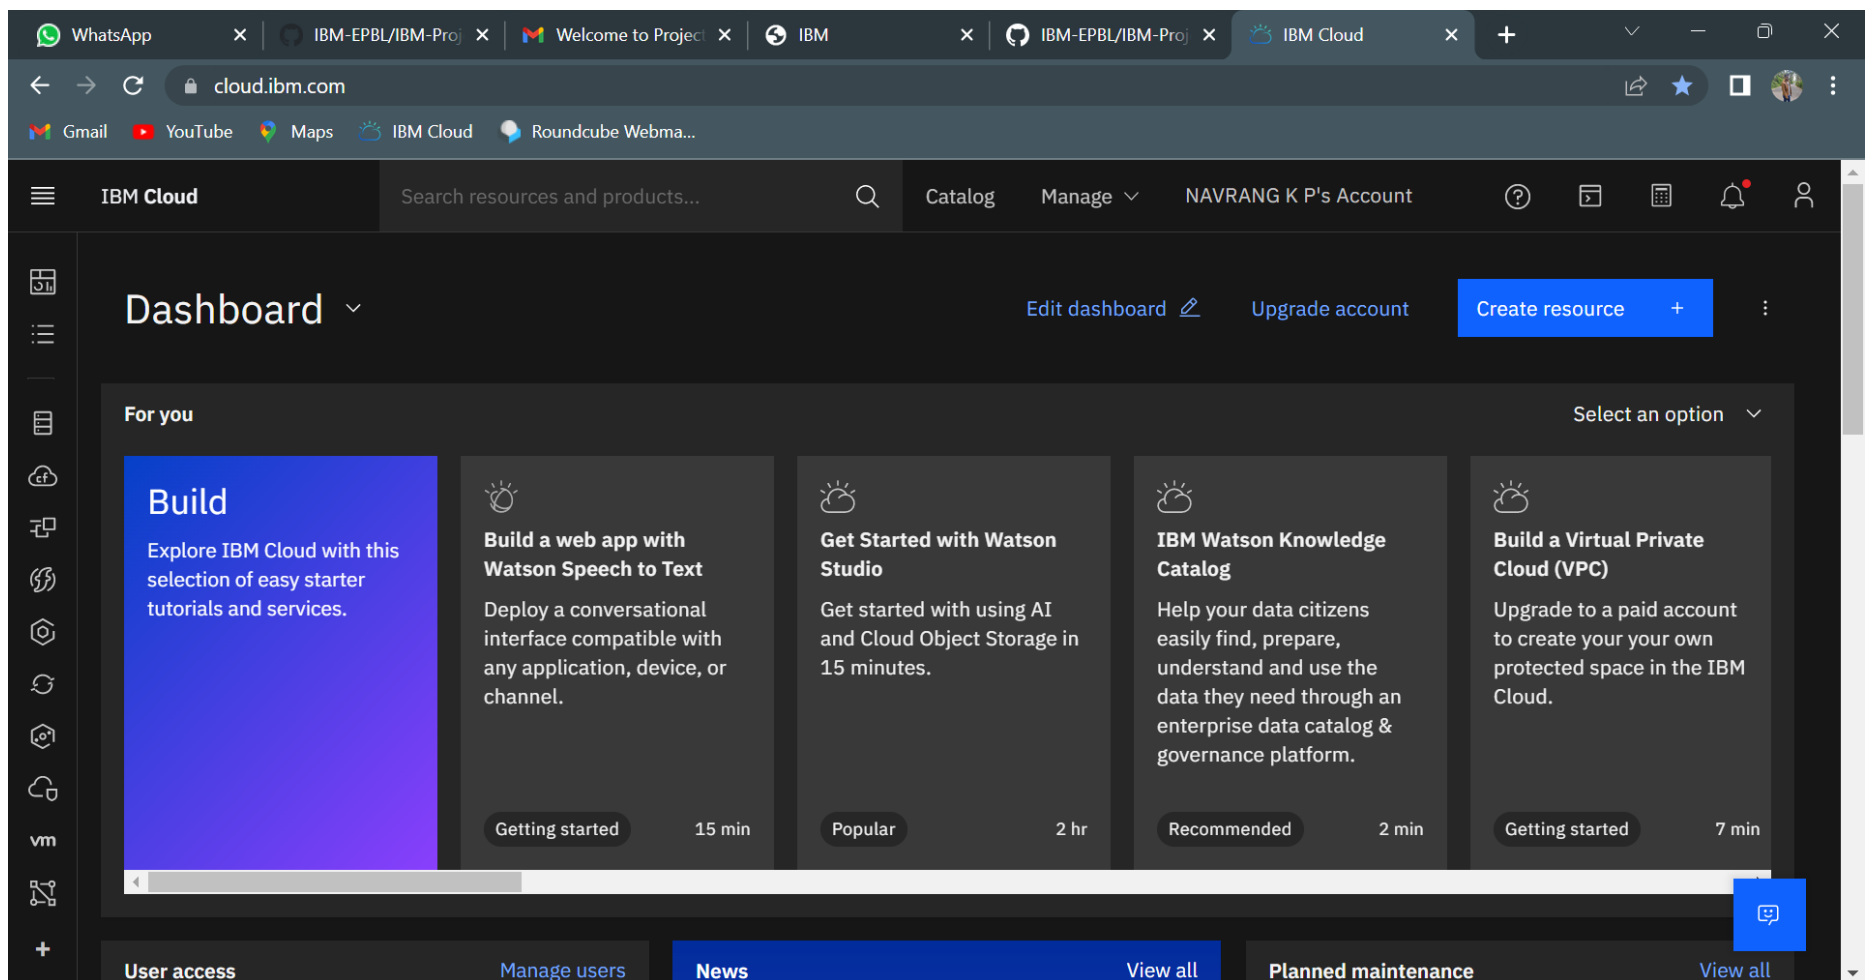 WhatsApp
IBM-EPBL/IBM-Proj
Welcome to Project
IBM
IBM-EPBL/IBM-Proj
IBM Cloud
cloud.ibm.com
Gmail
YouTube
Maps
IBM Cloud
Roundcube Webma...
IBM Cloud
Search resources and products...
Catalog
Manage
NAVRANG K P's Account
Dashboard
Edit dashboard
Upgrade account
Create resource +
For you
Select an option
Build
Explore IBM Cloud with this
selection of easy starter
tutorials and services.
Build a web app with
Watson Speech to Text
Deploy a conversational
interface compatible with
any application, device, or
channel.
Getting started
15 min
Get Started with Watson
Studio
Get started with using AI
and Cloud Object Storage in
15 minutes.
Popular
2 hr
IBM Watson Knowledge
Catalog
Help your data citizens
easily find, prepare,
understand and use the
data they need through an
enterprise data catalog &
governance platform.
Recommended
2 min
Build a Virtual Private
Cloud (VPC)
Upgrade to a paid account
to create your your own
protected space in the IBM
Cloud.
Getting started
7 min
cf
vm
User access
Manage users
News
View all
Planned maintenance
View all